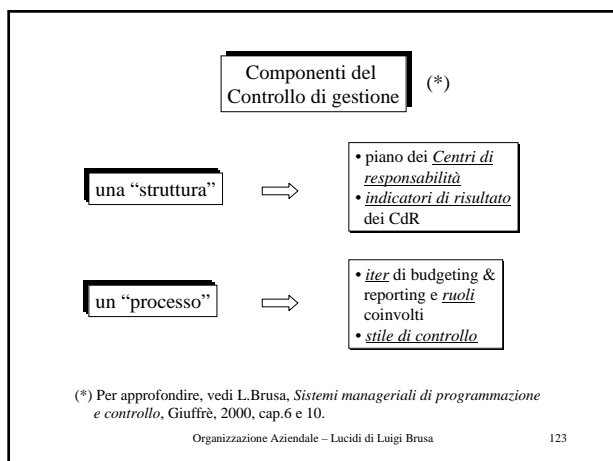 Componenti del
Controllo di gestione
(*)
una “struttura”
• piano dei Centri di
responsabilità
• indicatori di risultato
dei CdR
un “processo”
• iter di budgeting &
reporting e ruoli
coinvolti
• stile di controllo
(*) Per approfondire, vedi L.Brusa, Sistemi manageriali di programmazione
e controllo, Giuffrè, 2000, cap.6 e 10.
Organizzazione Aziendale – Lucidi di Luigi Brusa 123